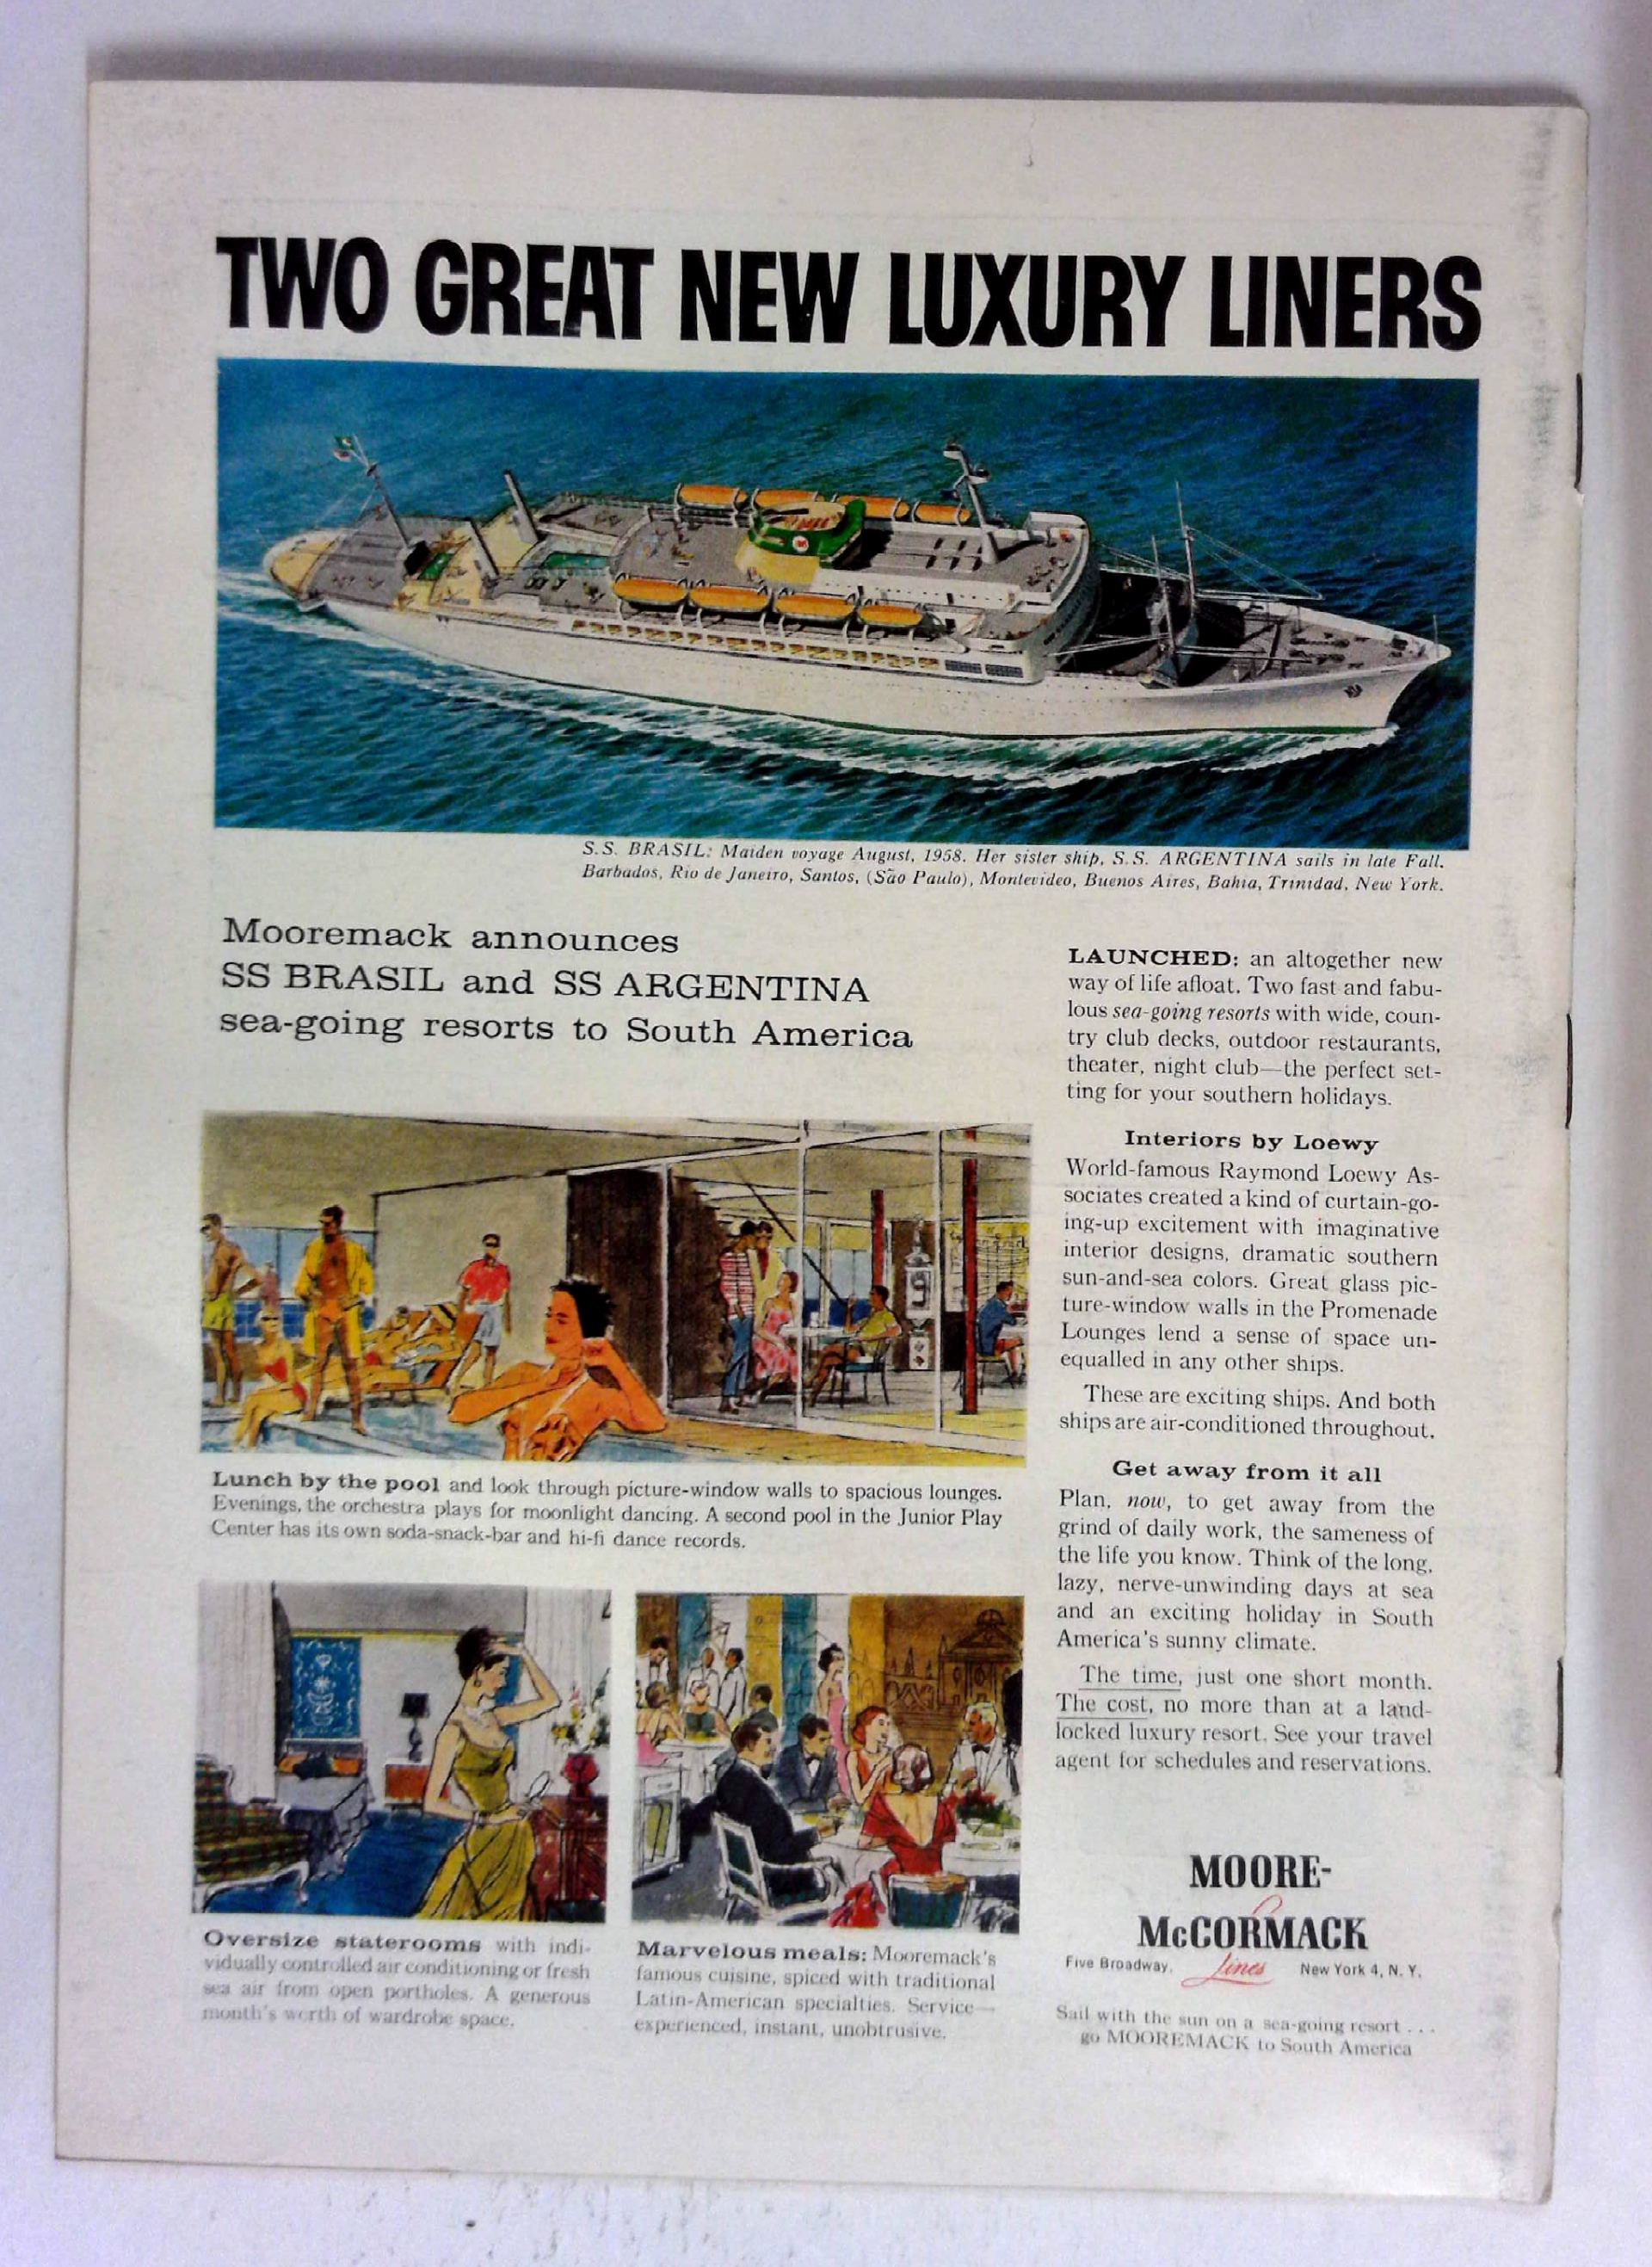 TWO GREAT NEW LUXURY LINERS
S.S. BRASIL: Maiden voyage August, 1958. Her sister ship, S.S. ARGENTINA sails in late Fall.
Barbados, Rio de Janeiro, Santos, (São Paulo), Montevideo, Buenos Aires, Bahia, Trinidad, New York.
Mooremack announces
SS BRASIL and SS ARGENTINA
sea-going resorts to South America
Lunch by the pool and look through picture-window walls to spacious lounges.
Evenings, the orchestra plays for moonlight dancing. A second pool in the Junior Play
Center has its own soda-snack-bar and hi-fi dance records.
Oversize staterooms with indi-
vidually controlled air conditioning or fresh
sea air from open portholes. A generous
month's worth of wardrobe space.
Marvelous meals: Mooremack's
famous cuisine, spiced with traditional
Latin-American specialties. Service—
experienced, instant, unobtrusive.
LAUNCHED: an altogether new
way of life afloat. Two fast and fabu-
lous sea-going resorts with wide, coun-
try club decks, outdoor restaurants,
theater, night club—the perfect set-
ting for your southern holidays.
Interiors by Loewy
World-famous Raymond Loewy As-
sociates created a kind of curtain-go-
ing-up excitement with imaginative
interior designs, dramatic southern
sun-and-sea colors. Great glass pic-
ture-window walls in the Promenade
Lounges lend a sense of space un-
equalled in any other ships.
These are exciting ships. And both
ships are air-conditioned throughout.
Get away from it all
Plan, now, to get away from the
grind of daily work, the sameness of
the life you know. Think of the long,
lazy, nerve-unwinding days at sea
and an exciting holiday in South
America's sunny climate.
The time, just one short month.
The cost, no more than at a land-
locked luxury resort. See your travel
agent for schedules and reservations.
MOORE-
McCORMACK
Five Broadway, Lines New York 4, N. Y.
Sail with the sun on a sea-going resort . . .
go MOOREMACK to South America